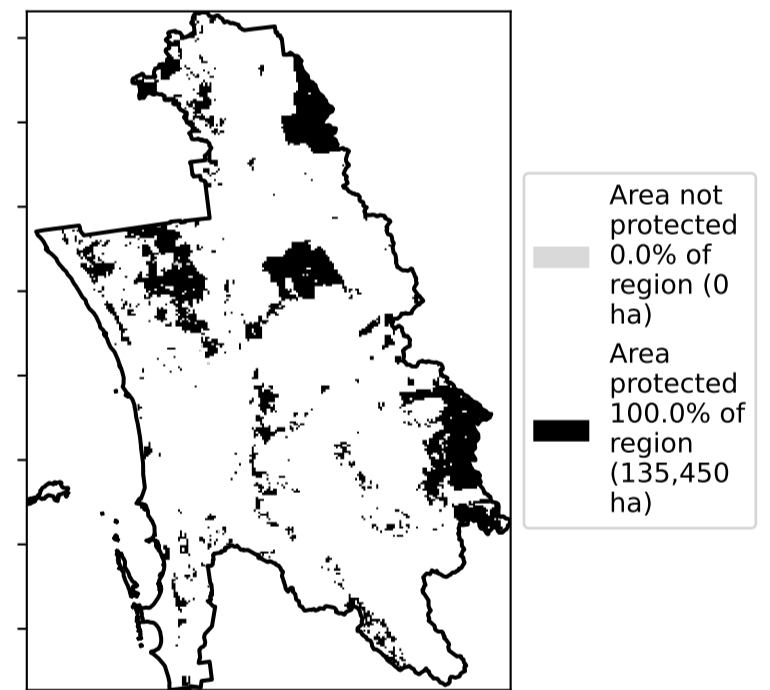 Area not
protected
0.0% of
region (0
ha)
Area
protected
100.0% of
region
(135,450
ha)